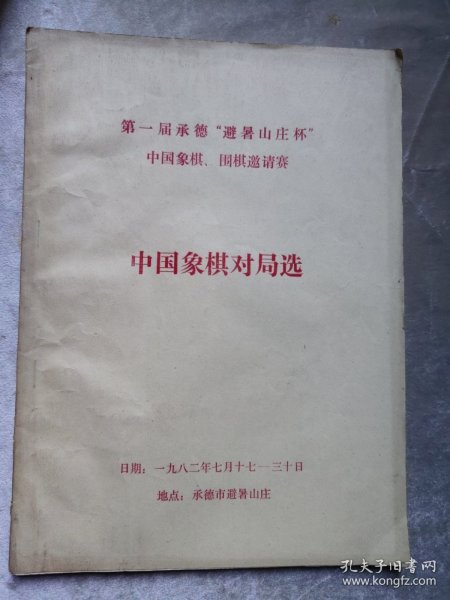 第一届承德“避暑山庄杯”
中国象棋、围棋邀请赛
中国象棋对局选
日期：一九八二年七月十七—三十日
地点：承德市避暑山庄
孔夫子旧书网
www.kongfz.com